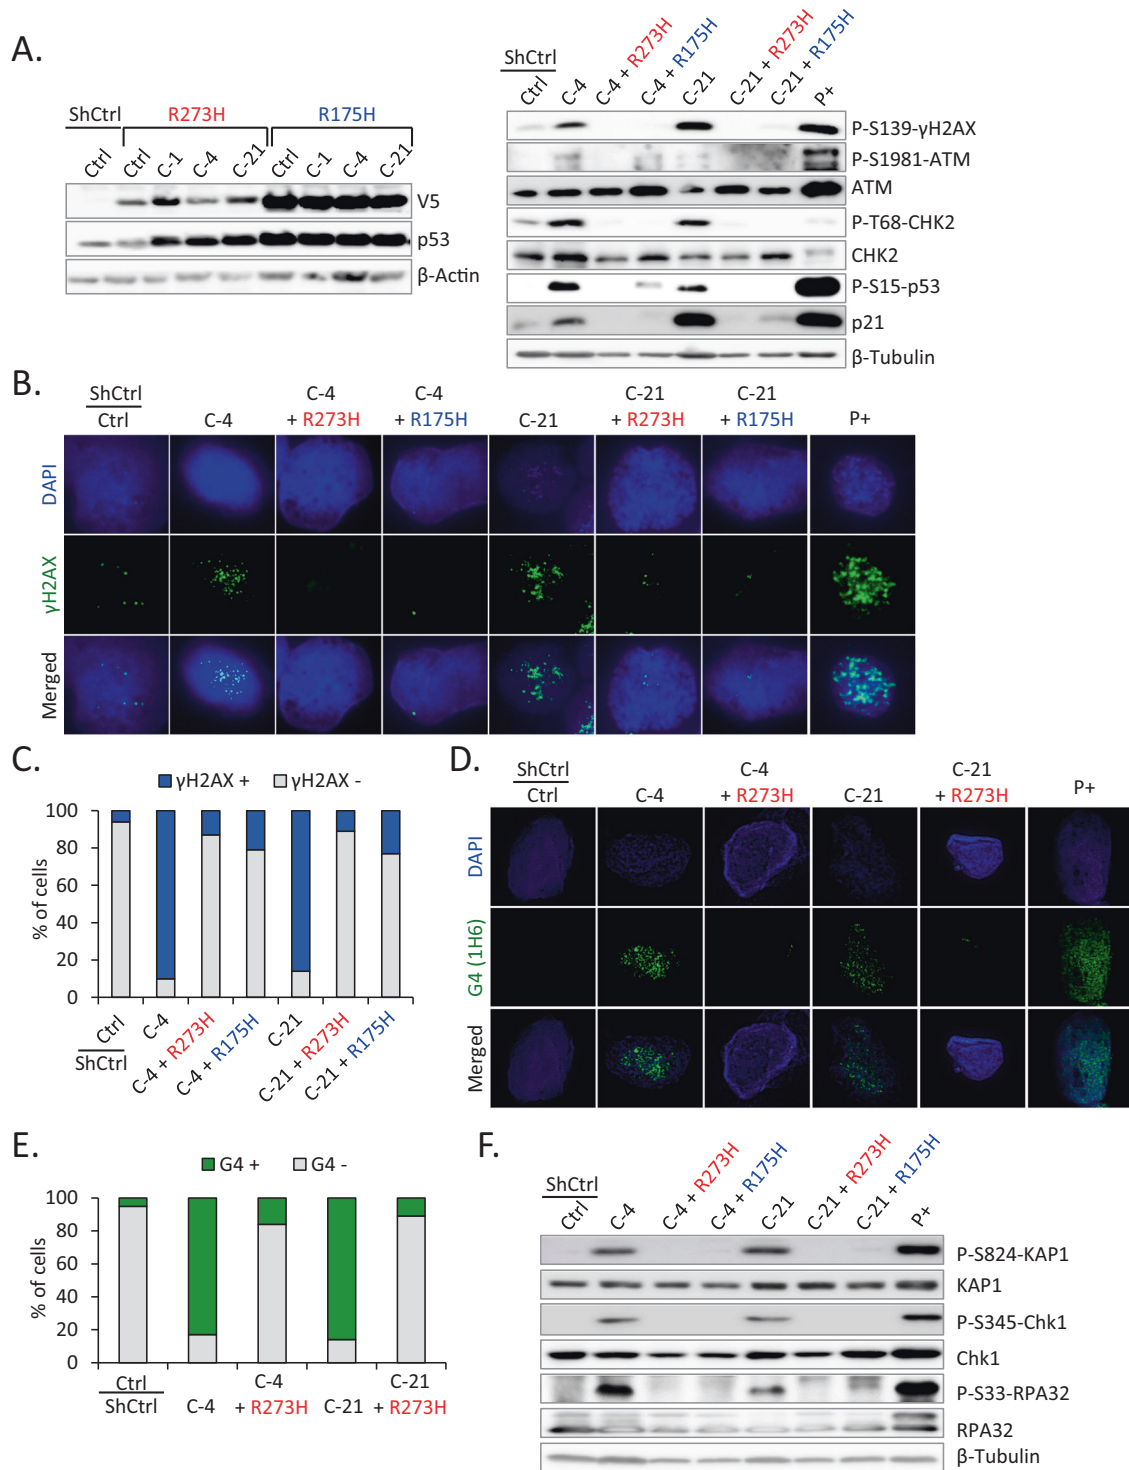 A.
ShCtrl
R273H
R175H
Ctrl
Ctrl
C-1
C-4
C-21
Ctrl
C-1
C-4
C-21
V5
p53
β-Actin
ShCtrl
Ctrl
C-4
C-4 + R273H
C-4 + R175H
C-21
C-21 + R273H
C-21 + R175H
P+
P-S139-γH2AX
P-S1981-ATM
ATM
P-T68-CHK2
CHK2
P-S15-p53
p21
β-Tubulin
B.
ShCtrl
Ctrl
C-4
C-4
+ R273H
C-4
+ R175H
C-21
C-21
+ R273H
C-21
+ R175H
P+
DAPI
γH2AX
Merged
C.
γH2AX + γH2AX -
% of cells
100
80
60
40
20
0
Ctrl
ShCtrl
C-4
C-4 + R273H
C-4 + R175H
C-21
C-21 + R273H
C-21 + R175H
D.
ShCtrl
Ctrl
C-4
C-4
+ R273H
C-21
C-21
+ R273H
P+
DAPI
G4 (1H6)
Merged
E.
G4 + G4 -
% of cells
100
80
60
40
20
0
Ctrl
ShCtrl
C-4
C-4
+ R273H
C-21
C-21
+ R273H
F.
ShCtrl
Ctrl
C-4
C-4 + R273H
C-4 + R175H
C-21
C-21 + R273H
C-21 + R175H
P+
P-S824-KAP1
KAP1
P-S345-Chk1
Chk1
P-S33-RPA32
RPA32
β-Tubulin